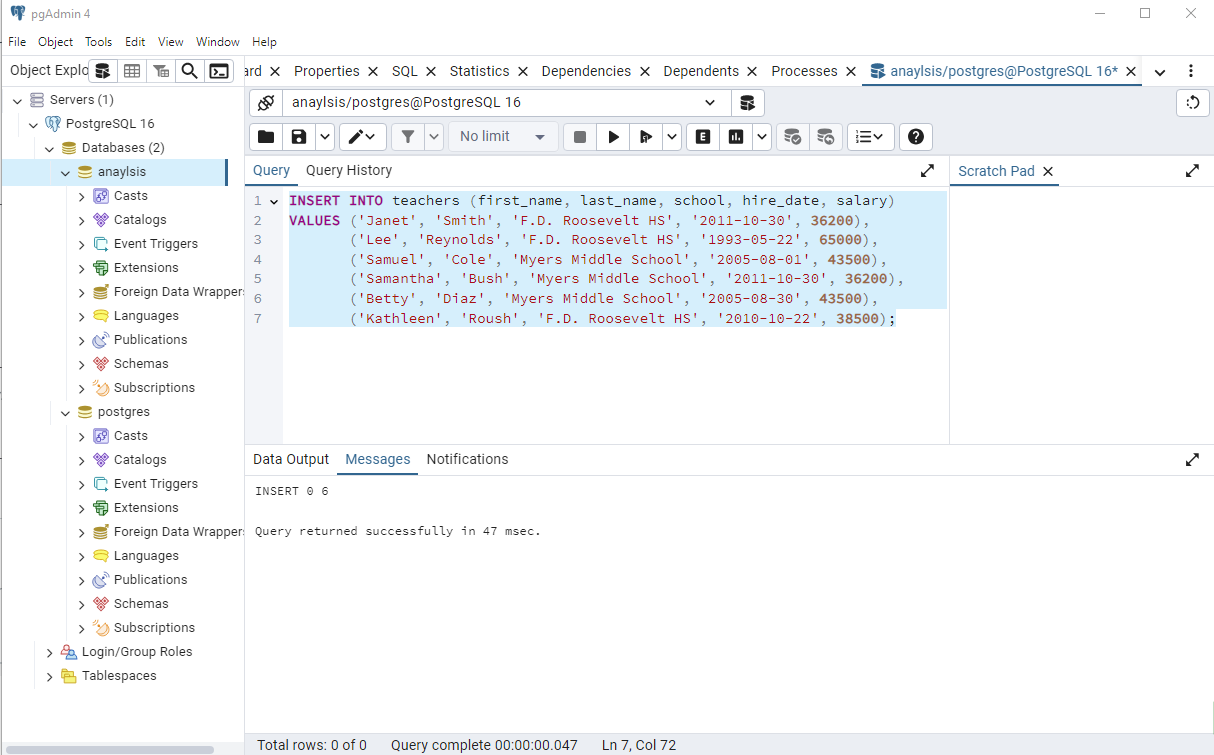 pgAdmin 4
File Object Tools Edit View Window Help
Object Explo
ard Properties SQL Statistics Dependencies Dependents Processes anaylsis/postgres@PostgreSQL 16*
Servers (1)
PostgreSQL 16
Databases (2)
anaylsis
Casts
Catalogs
Event Triggers
Extensions
Foreign Data Wrapper
Languages
Publications
Schemas
Subscriptions
postgres
Casts
Catalogs
Event Triggers
Extensions
Foreign Data Wrapper
Languages
Publications
Schemas
Subscriptions
Login/Group Roles
Tablespaces
anaylsis/postgres@PostgreSQL 16
No limit E
Query Query History
Scratch Pad
1 INSERT INTO teachers (first_name, last_name, school, hire_date, salary)
2 VALUES ('Janet', 'Smith', 'F.D. Roosevelt HS', '2011-10-30', 36200),
3 ('Lee', 'Reynolds', 'F.D. Roosevelt HS', '1993-05-22', 65000),
4 ('Samuel', 'Cole', 'Myers Middle School', '2005-08-01', 43500),
5 ('Samantha', 'Bush', 'Myers Middle School', '2011-10-30', 36200),
6 ('Betty', 'Diaz', 'Myers Middle School', '2005-08-30', 43500),
7 ('Kathleen', 'Roush', 'F.D. Roosevelt HS', '2010-10-22', 38500);
Data Output Messages Notifications
INSERT 0 6
Query returned successfully in 47 msec.
Total rows: 0 of 0 Query complete 00:00:00.047 Ln 7, Col 72